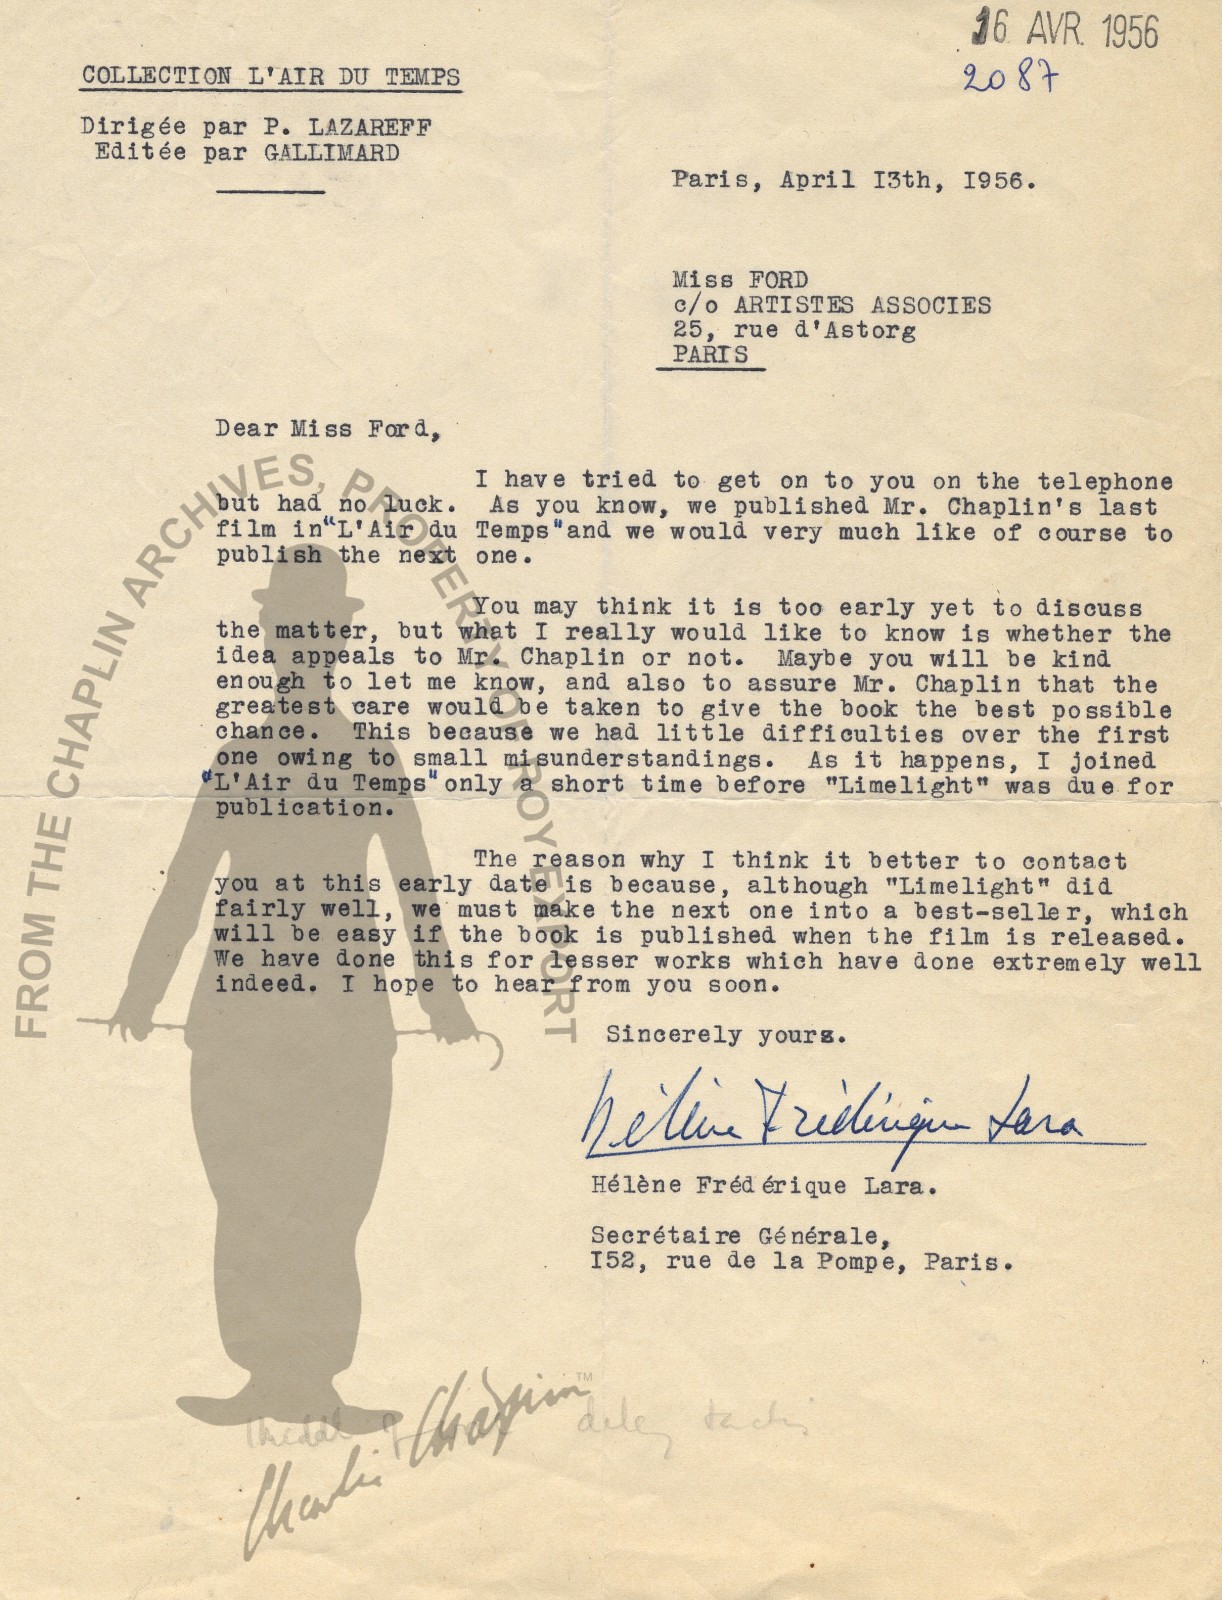 16 AVR. 1956
2087
COLLECTION L'AIR DU TEMPS
Dirigée par P. LAZAREFF
Editée par GALLIMARD
Paris, April I3th, I956.
Miss FORD
c/o ARTISTES ASSOCIES
25, rue d'Astorg
PARIS
Dear Miss Ford,
I have tried to get on to you on the telephone
but had no luck. As you know, we published Mr. Chaplin's last
film in "L'Air du Temps" and we would very much like of course to
publish the next one.
You may think it is too early yet to discuss
the matter, but what I really would like to know is whether the
idea appeals to Mr. Chaplin or not. Maybe you will be kind
enough to let me know, and also to assure Mr. Chaplin that the
greatest care would be taken to give the book the best possible
chance. This because we had little difficulties over the first
one owing to small misunderstandings. As it happens, I joined
"L'Air du Temps" only a short time before "Limelight" was due for
publication.
The reason why I think it better to contact
you at this early date is because, although "Limelight" did
fairly well, we must make the next one into a best-seller, which
will be easy if the book is published when the film is released.
We have done this for lesser works which have done extremely well
indeed. I hope to hear from you soon.
Sincerely yours.
Hélène Frédérique Lara
Hélène Frédérique Lara.
Secrétaire Générale,
I52, rue de la Pompe, Paris.
FROM THE CHAPLIN ARCHIVES, PROPERTY OF ROY EXPORT
Charlie Chaplin™